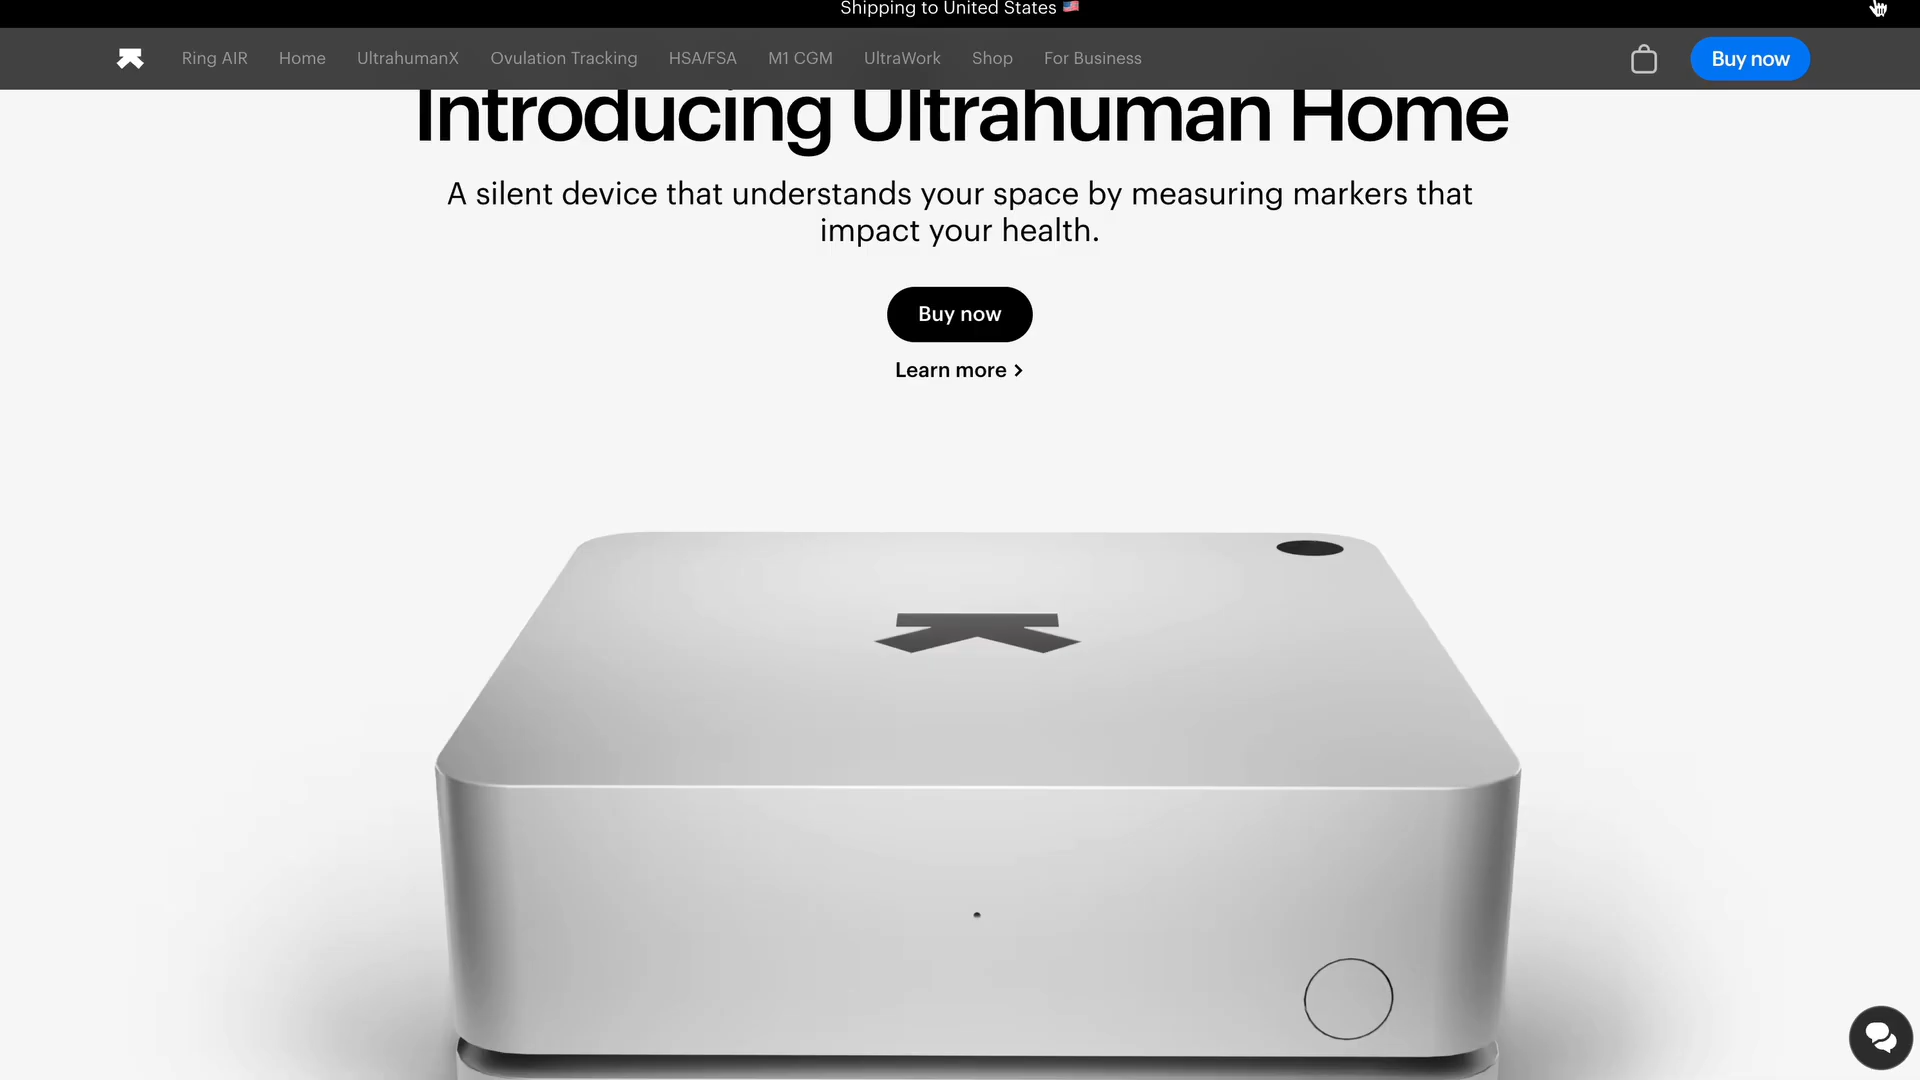 Shipping to United States 🇺🇸
Ring AIR Home UltrahumanX Ovulation Tracking HSA/FSA M1 CGM UltraWork Shop For Business Buy now
Introducing Ultrahuman Home
A silent device that understands your space by measuring markers that
impact your health.
Buy now
Learn more >